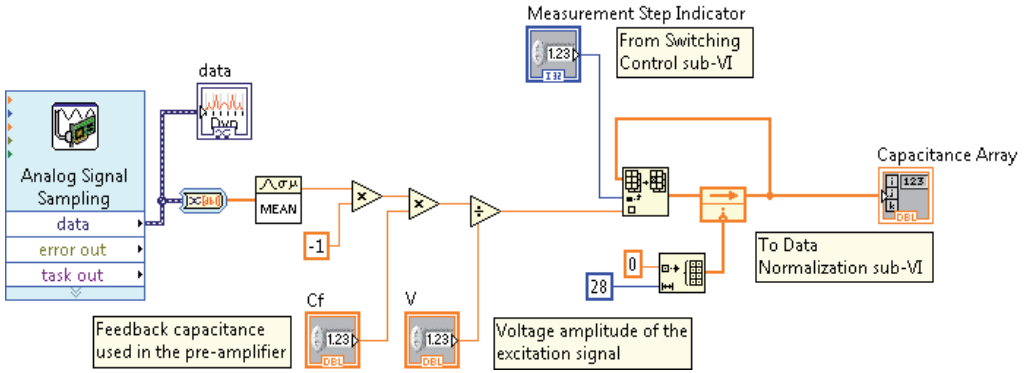 Measurement Step Indicator
1.23
I32
From Switching
Control sub-VI
data
Dyn
Analog Signal
Sampling
data
error out
task out
MEAN
-1
Capacitance Array
i
j
k
123
DBL
0
28
To Data
Normalization sub-VI
Cf
1.23
DBL
V
1.23
DBL
Feedback capacitance
used in the pre-amplifier
Voltage amplitude of the
excitation signal